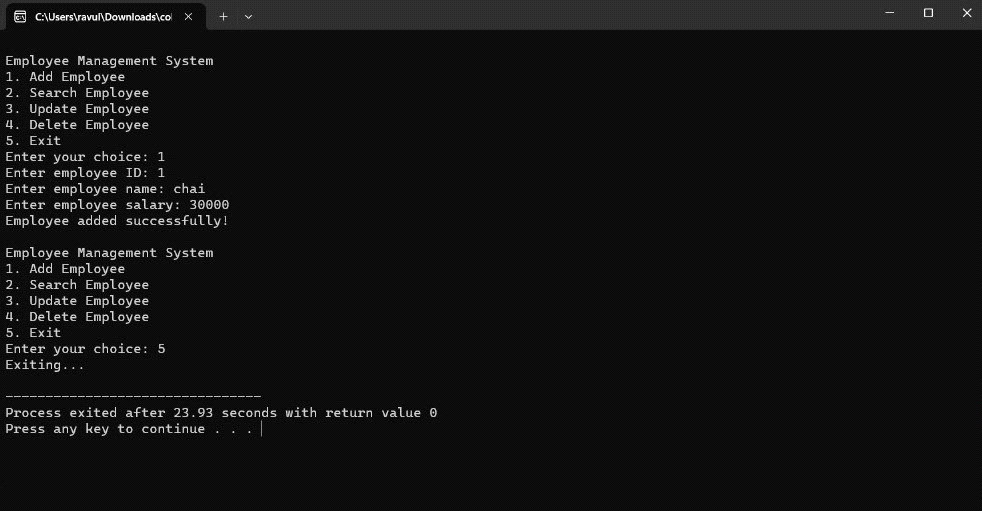 C:\Users\ravul\Downloads\col
Employee Management System
1. Add Employee
2. Search Employee
3. Update Employee
4. Delete Employee
5. Exit
Enter your choice: 1
Enter employee ID: 1
Enter employee name: chai
Enter employee salary: 30000
Employee added successfully!
Employee Management System
1. Add Employee
2. Search Employee
3. Update Employee
4. Delete Employee
5. Exit
Enter your choice: 5
Exiting...
--------------------------------
Process exited after 23.93 seconds with return value 0
Press any key to continue . . .